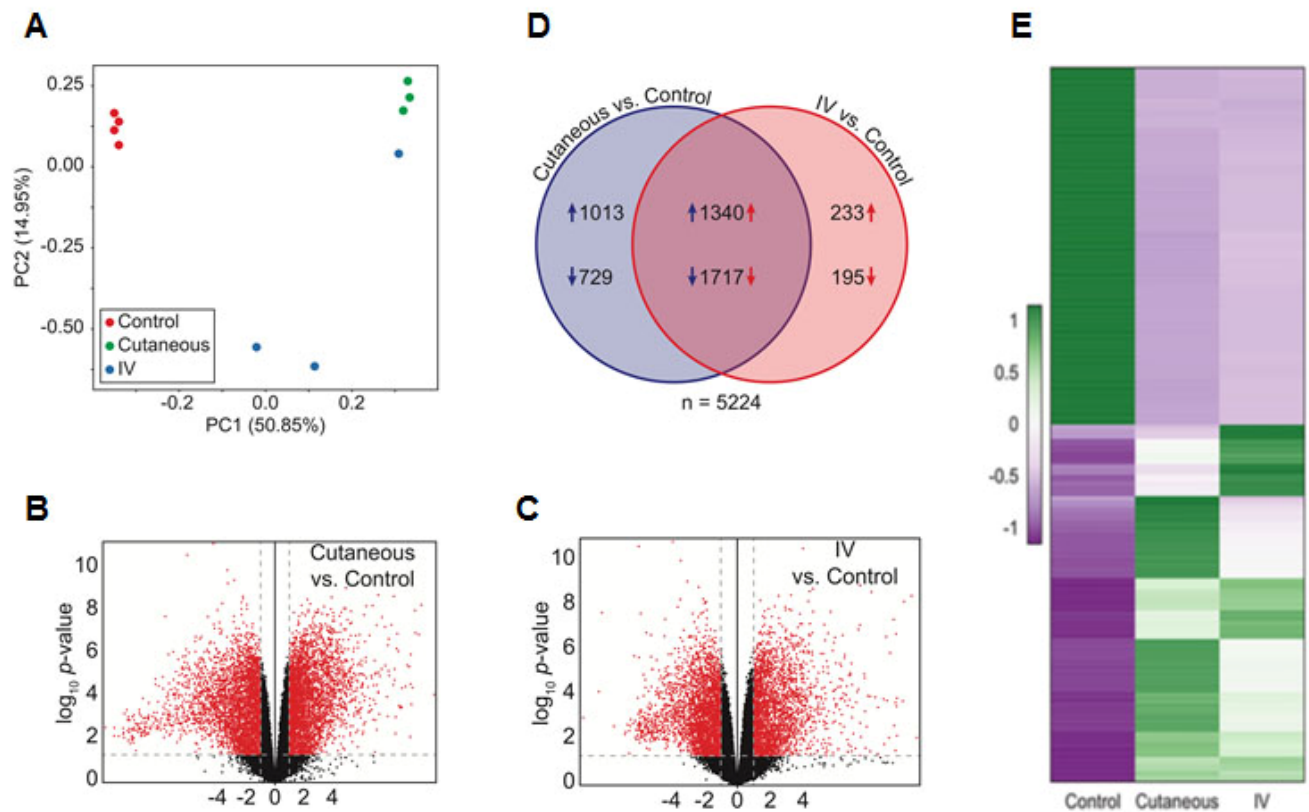 A
0.25
0.00
-0.25
-0.50
PC2 (14.95%)
Control
Cutaneous
IV
-0.2
0.0
0.2
PC1 (50.85%)
D
Cutaneous vs. Control
IV vs. Control
↑1013
↑1340↑
233↑
↓729
↓1717↓
195↓
n = 5224
E
1
0.5
0
-0.5
-1
Control
Cutaneous
IV
B
Cutaneous
vs. Control
10
8
6
4
2
0
log₁₀ p-value
-4
-2
0
2
4
C
IV
vs. Control
10
8
6
4
2
0
log₁₀ p-value
-4
-2
0
2
4